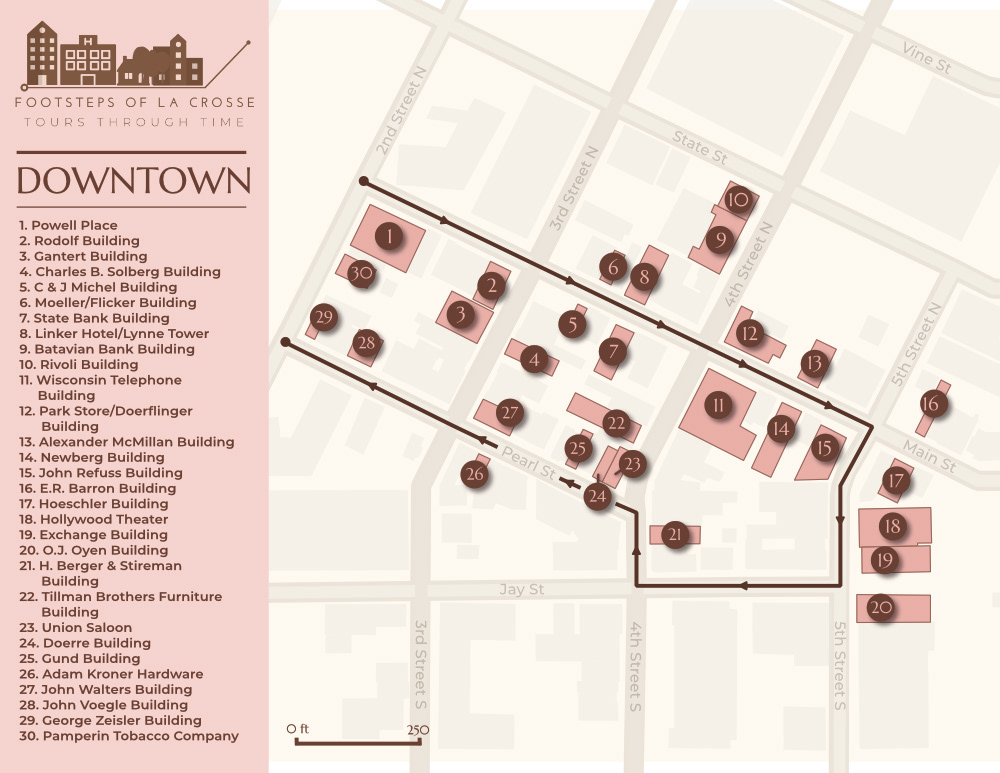 H
FOOTSTEPS OF LA CROSSE
TOURS THROUGH TIME
DOWNTOWN
1. Powell Place
2. Rodolf Building
3. Gantert Building
4. Charles B. Solberg Building
5. C & J Michel Building
6. Moeller/Flicker Building
7. State Bank Building
8. Linker Hotel/Lynne Tower
9. Batavian Bank Building
10. Rivoli Building
11. Wisconsin Telephone
Building
12. Park Store/Doerflinger
Building
13. Alexander McMillan Building
14. Newberg Building
15. John Refuss Building
16. E.R. Barron Building
17. Hoeschler Building
18. Hollywood Theater
19. Exchange Building
20. O.J. Oyen Building
21. H. Berger & Stireman
Building
22. Tillman Brothers Furniture
Building
23. Union Saloon
24. Doerre Building
25. Gund Building
26. Adam Kroner Hardware
27. John Walters Building
28. John Voegle Building
29. George Zeisler Building
30. Pamperin Tobacco Company
Vine St
2nd Street N
State St
3rd Street N
10
1
9
4th Street N
30
6
8
2
29
3
5
12
5th Street N
28
7
4
13
11
16
27
22
14
25
15
Main St
Pearl St
23
26
17
24
18
21
19
Jay St
20
3rd Street S
4th Street S
5th Street S
0 ft
250